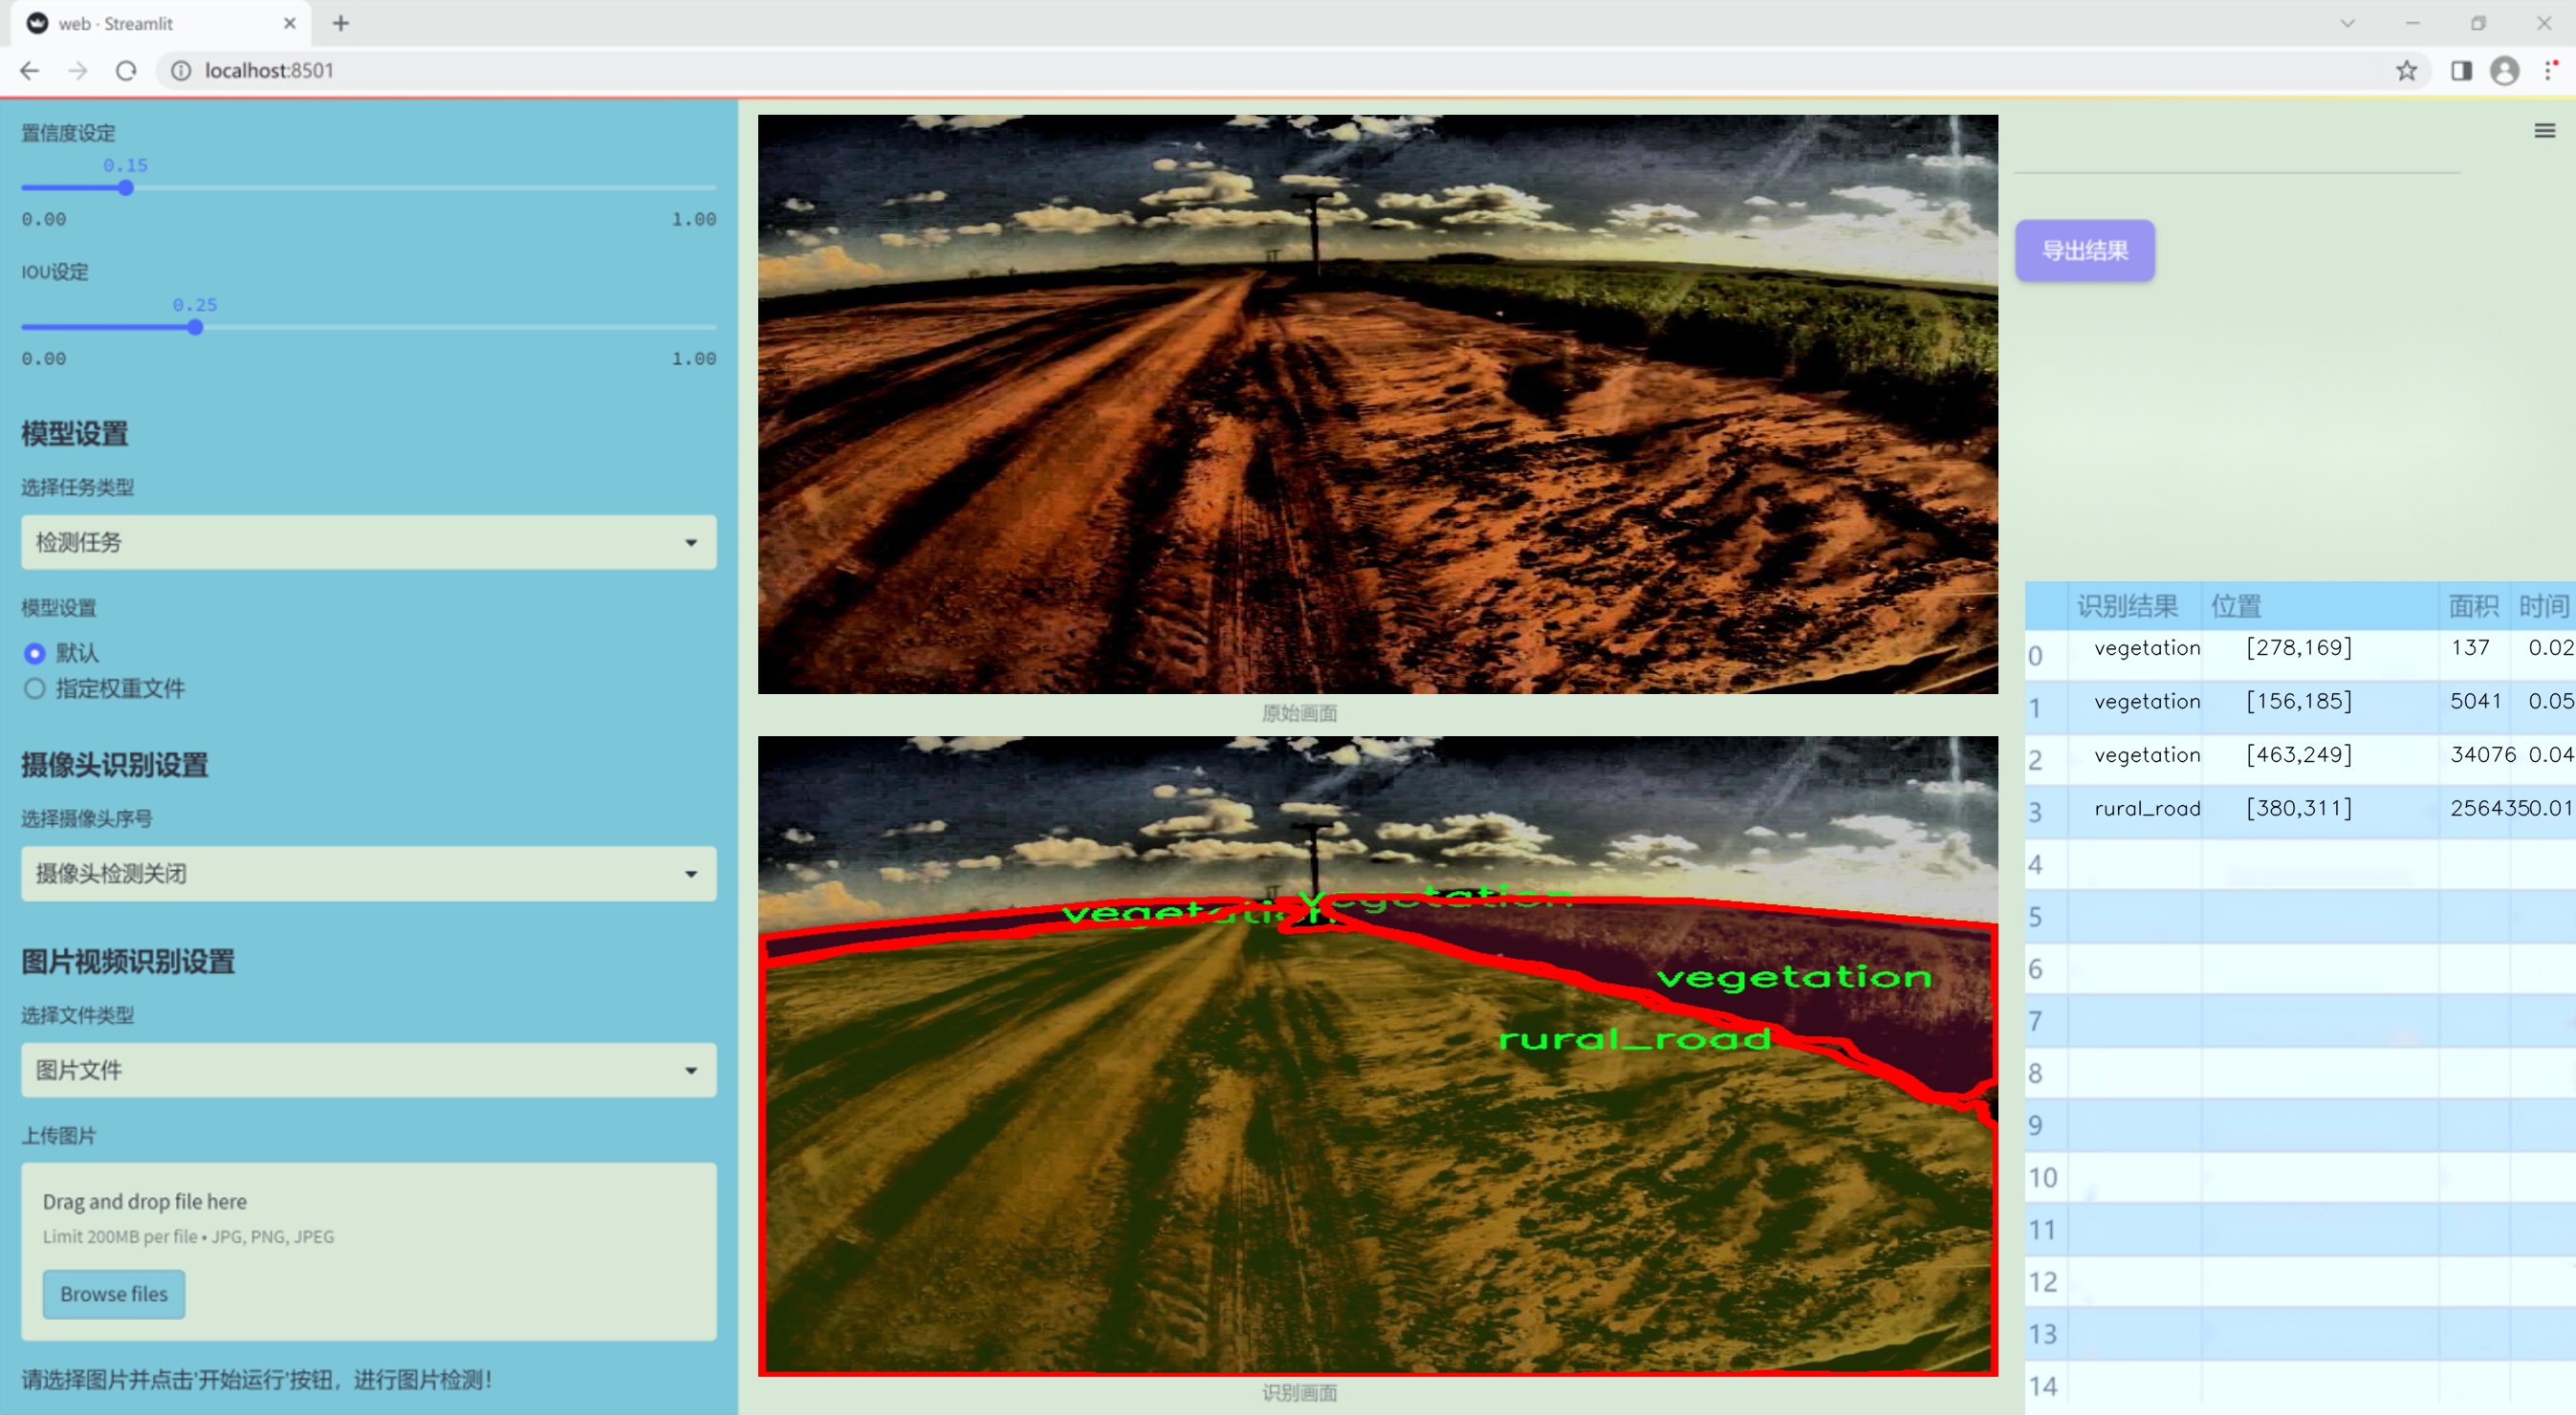 web · Streamlit
localhost:8501
置信度设定
0.15
0.00 1.00
IOU设定
0.25
0.00 1.00
模型设置
选择任务类型
检测任务
模型设置
默认
指定权重文件
摄像头识别设置
选择摄像头序号
摄像头检测关闭
图片视频识别设置
选择文件类型
图片文件
上传图片
Drag and drop file here
Limit 200MB per file • JPG, PNG, JPEG
Browse files
请选择图片并点击'开始运行'按钮，进行图片检测！
原始画面
vegetation
vegetation
vegetation
rural_road
识别画面
导出结果
识别结果 位置 面积 时间
0 vegetation [278,169] 137 0.02
1 vegetation [156,185] 5041 0.05
2 vegetation [463,249] 34076 0.04
3 rural_road [380,311] 256435 0.01
4
5
6
7
8
9
10
11
12
13
14